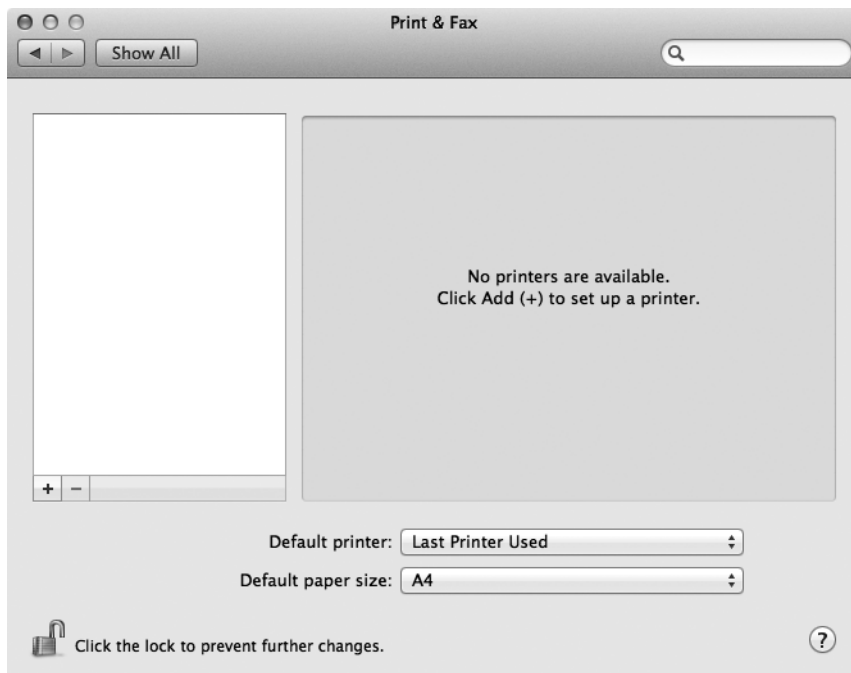 Print & Fax
Show All
No printers are available.
Click Add (+) to set up a printer.
+ −
Default printer: Last Printer Used
Default paper size: A4
Click the lock to prevent further changes.
?